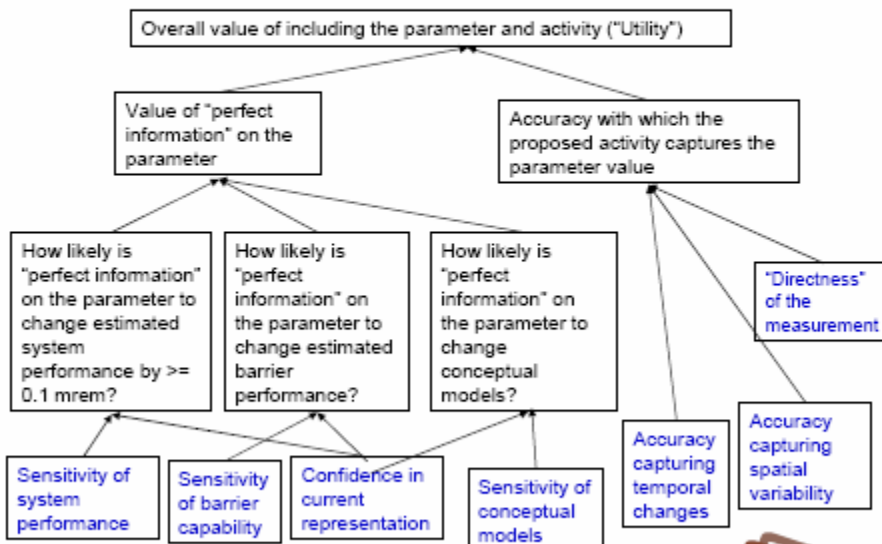 Overall value of including the parameter and activity ("Utility")
Value of "perfect
information" on the
parameter
Accuracy with which the
proposed activity captures the
parameter value
How likely is
"perfect information"
on the parameter to
change estimated
system
performance by >=
0.1 mrem?
How likely is
"perfect
information" on
the parameter to
change estimated
barrier
performance?
How likely is
"perfect
information" on
the parameter to
change
conceptual
models?
"Directness"
of the
measurement
Sensitivity of
system
performance
Sensitivity
of barrier
capability
Confidence in
current
representation
Sensitivity of
conceptual
models
Accuracy
capturing
temporal
changes
Accuracy
capturing
spatial
variability